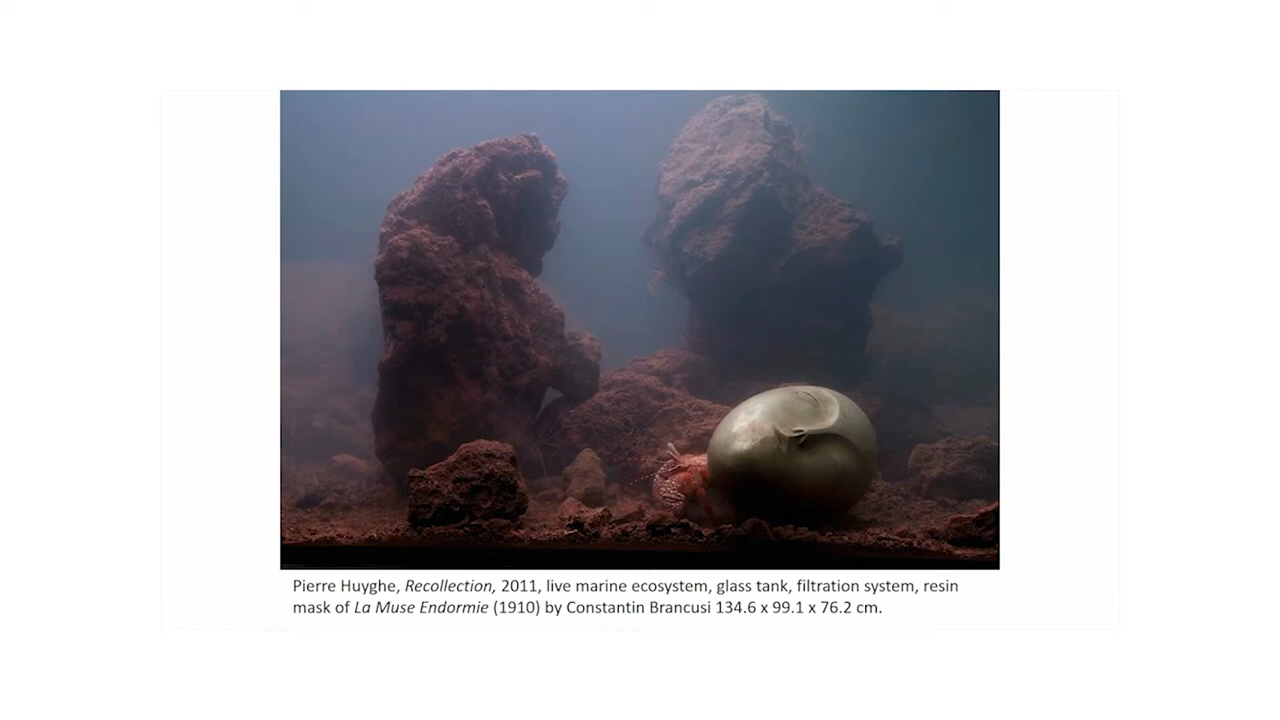 Pierre Huyghe, Recollection, 2011, live marine ecosystem, glass tank, filtration system, resin
mask of La Muse Endormie (1910) by Constantin Brancusi 134.6 x 99.1 x 76.2 cm.